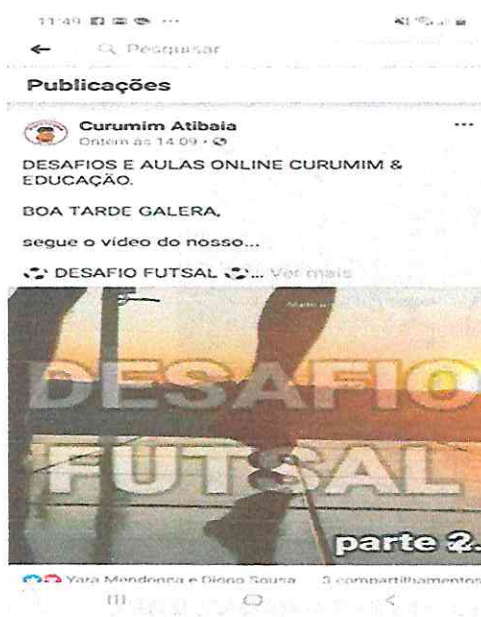 11:49
Pesquisar
Publicações
Curumim Atibaia
Ontem às 14:09
DESAFIOS E AULAS ONLINE CURUMIM &
EDUCAÇÃO.
BOA TARDE GALERA,
segue o vídeo do nosso...
DESAFIO FUTSAL ... Ver mais
DESAFIO
FUTSAL
parte 2.
Yara Mendonca e Diogo Sousa 3 compartilhamentos